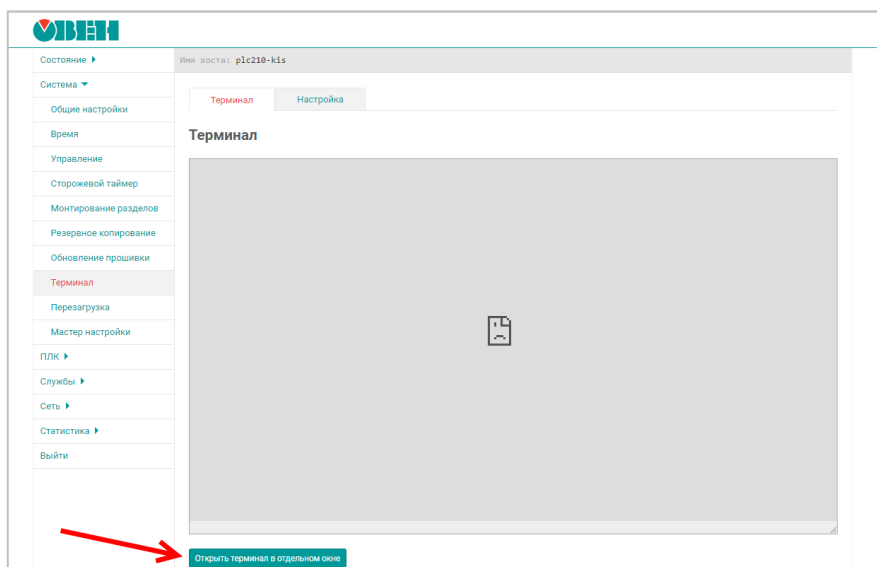 ОВЕН
Состояние
Имя хоста: plc210-kis
Система
Терминал
Настройка
Общие настройки
Время
Терминал
Управление
Сторожевой таймер
Монтирование разделов
Резервное копирование
Обновление прошивки
Терминал
Перезагрузка
Мастер настройки
ПЛК
Службы
Сеть
Статистика
Выйти
Открыть терминал в отдельном окне